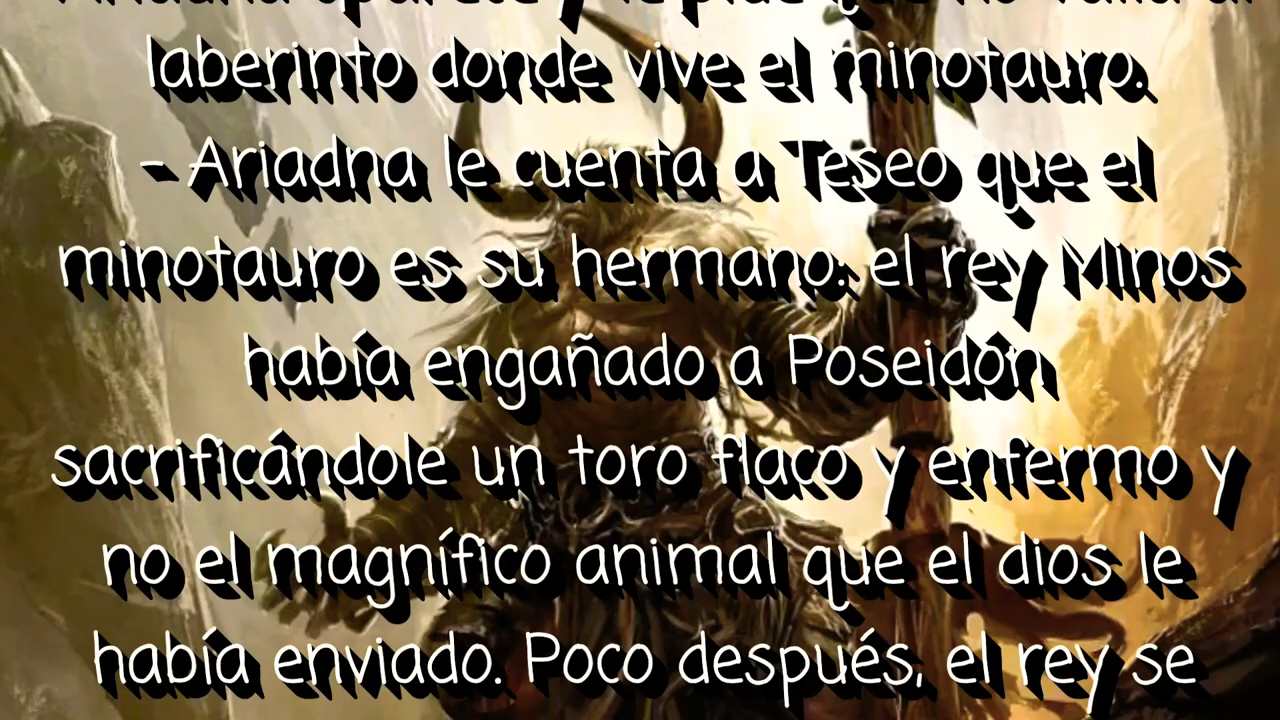 laberinto donde vive el minotauro.
- Ariadna le cuenta a Teseo que el
minotauro es su hermano: el rey MInos
había engañado a Poseidón
sacrificándole un toro flaco y enfermo y
no el magnífico animal que el dios le
había enviado. Poco después, el rey se